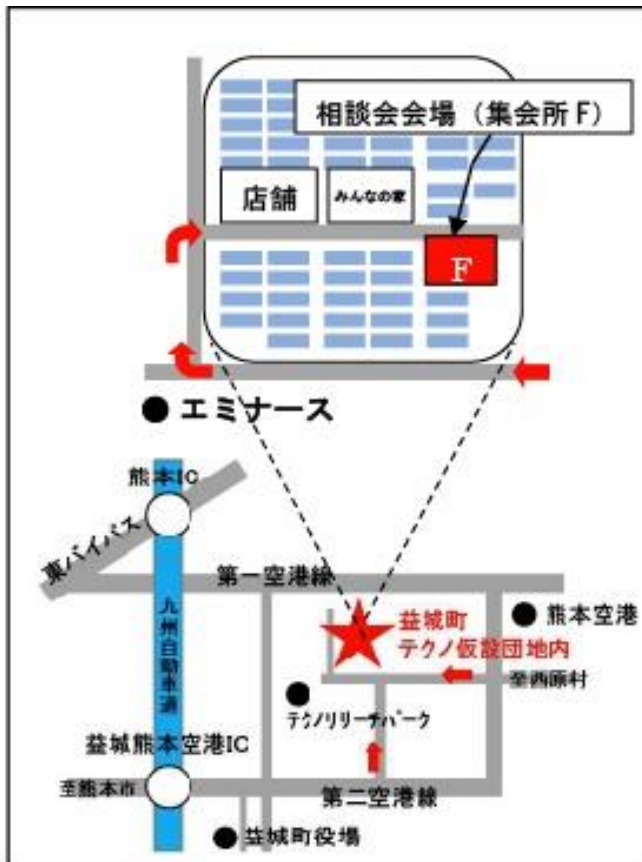 相談会会場（集会所F）
店舗
みんなの家
F
エミナース
熊本IC
東バイパス
第一空港線
熊本空港
九州自動車道
益城町
テクノ仮設団地内
至西原村
テクノリリーチパーク
益城熊本空港IC
至熊本市
第二空港線
益城町役場